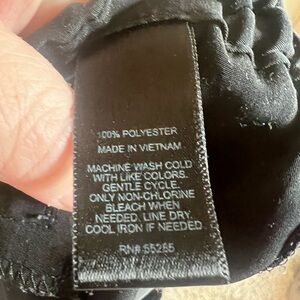 100% POLYESTER
MADE IN VIETNAM
MACHINE WASH COLD
WITH LIKE COLORS.
GENTLE CYCLE.
ONLY NON-CHLORINE
BLEACH WHEN
NEEDED. LINE DRY.
COOL IRON IF NEEDED.
RN# 55285